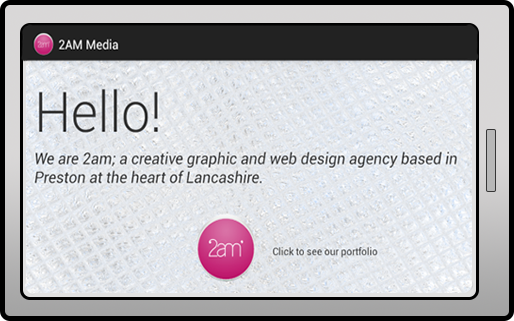 2am
2AM Media
Hello!
We are 2am; a creative graphic and web design agency based in
Preston at the heart of Lancashire.
2am
Click to see our portfolio